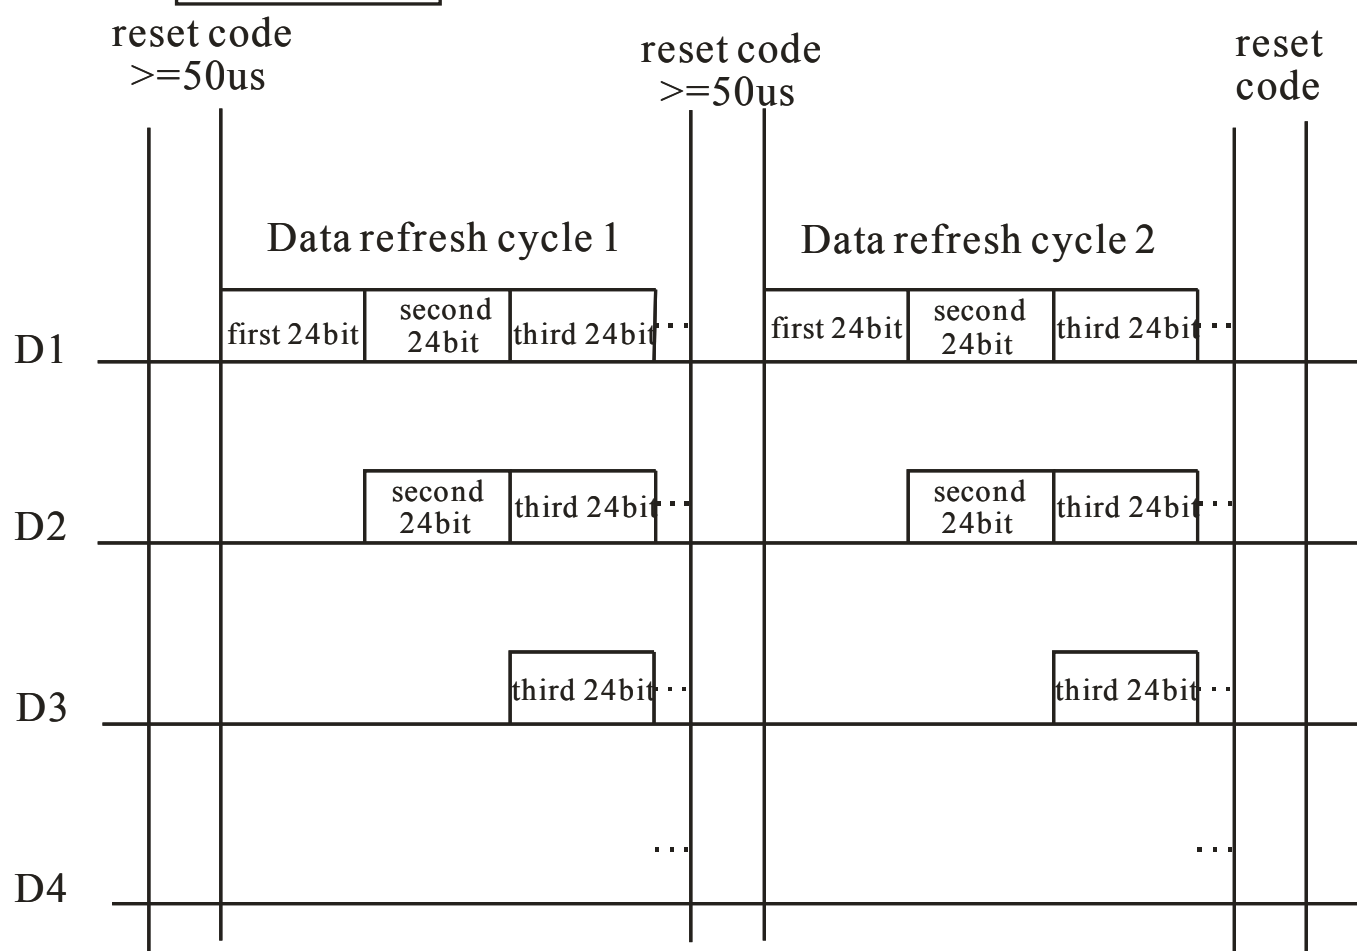 reset code
>=50us
reset code
>=50us
reset
code
Data refresh cycle 1
Data refresh cycle 2
D1
first 24bit
second
24bit
third 24bit
...
first 24bit
second
24bit
third 24bit
...
D2
second
24bit
third 24bit
...
second
24bit
third 24bit
...
D3
third 24bit
...
third 24bit
...
D4
...
...